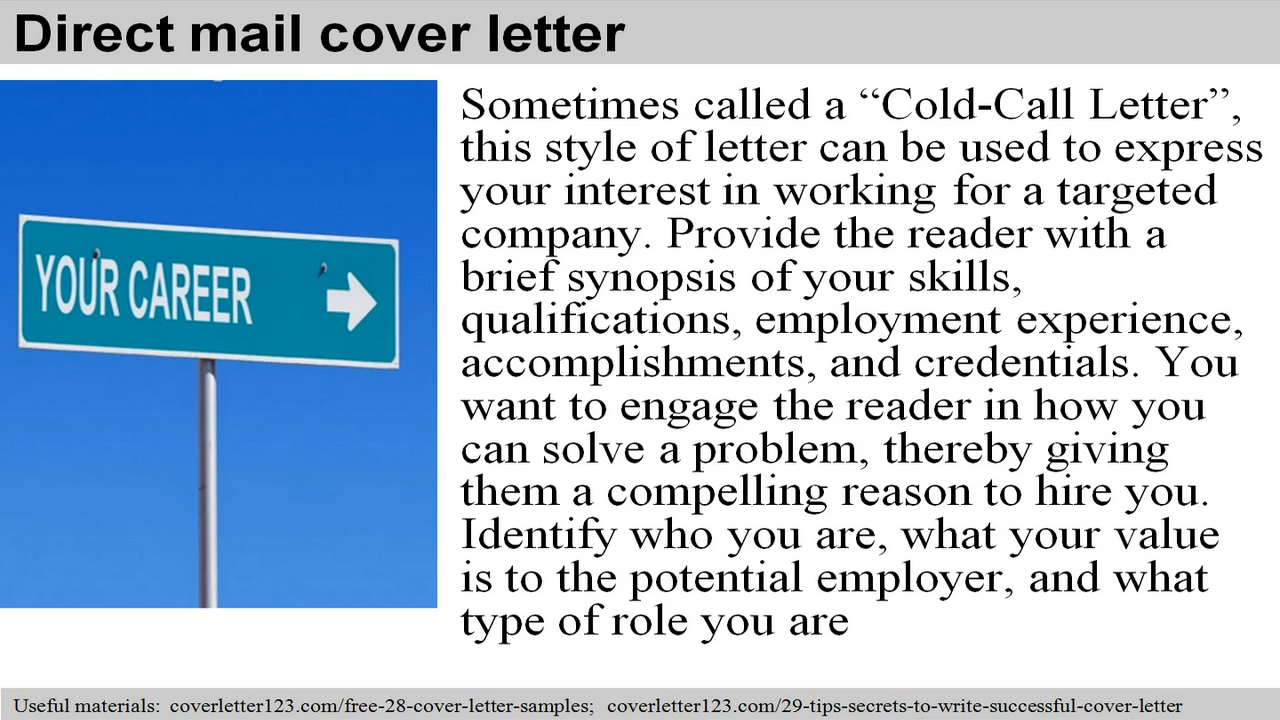 Direct mail cover letter
YOUR CAREER
Sometimes called a “Cold-Call Letter”,
this style of letter can be used to express
your interest in working for a targeted
company. Provide the reader with a
brief synopsis of your skills,
qualifications, employment experience,
accomplishments, and credentials. You
want to engage the reader in how you
can solve a problem, thereby giving
them a compelling reason to hire you.
Identify who you are, what your value
is to the potential employer, and what
type of role you are
Useful materials: coverletter123.com/free-28-cover-letter-samples; coverletter123.com/29-tips-secrets-to-write-successful-cover-letter